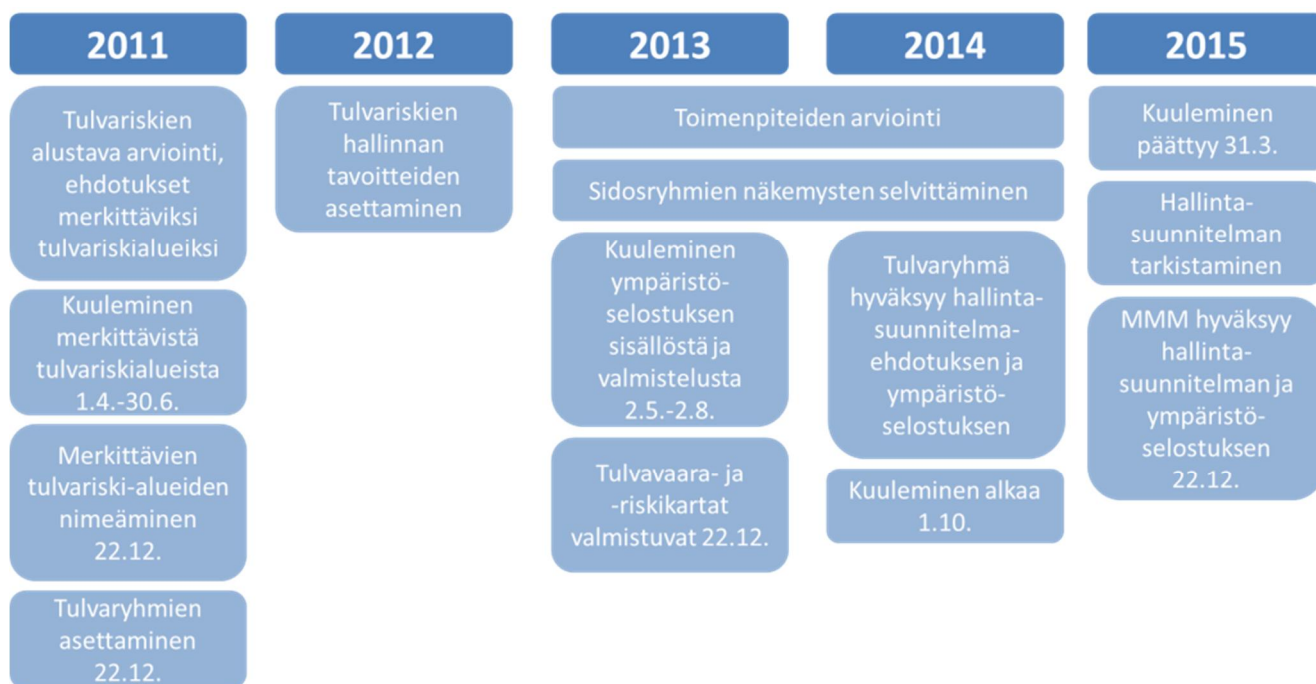 2011
Tulvariskien
alustava arviointi,
ehdotukset
merkittäviksi
tulvariskialueiksi
Kuuleminen
merkittävistä
tulvariskialueista
1.4.-30.6.
Merkittävien
tulvariski-alueiden
nimeäminen
22.12.
Tulvaryhmien
asettaminen
22.12.
2012
Tulvariskien
hallinnan
tavoitteiden
asettaminen
2013
2014
Toimenpiteiden arviointi
Sidosryhmien näkemysten selvittäminen
Kuuleminen
ympäristö-
selostuksen
sisällöstä ja
valmistelusta
2.5.-2.8.
Tulvavaara- ja
-riskikartat
valmistuvat 22.12.
Tulvaryhmä
hyväksyy hallinta-
suunnitelma-
ehdotuksen ja
ympäristö-
selostuksen
Kuuleminen alkaa
1.10.
2015
Kuuleminen
päättyy 31.3.
Hallinta-
suunnitelman
tarkistaminen
MMM hyväksyy
hallinta-
suunnitelman ja
ympäristö-
selostuksen
22.12.